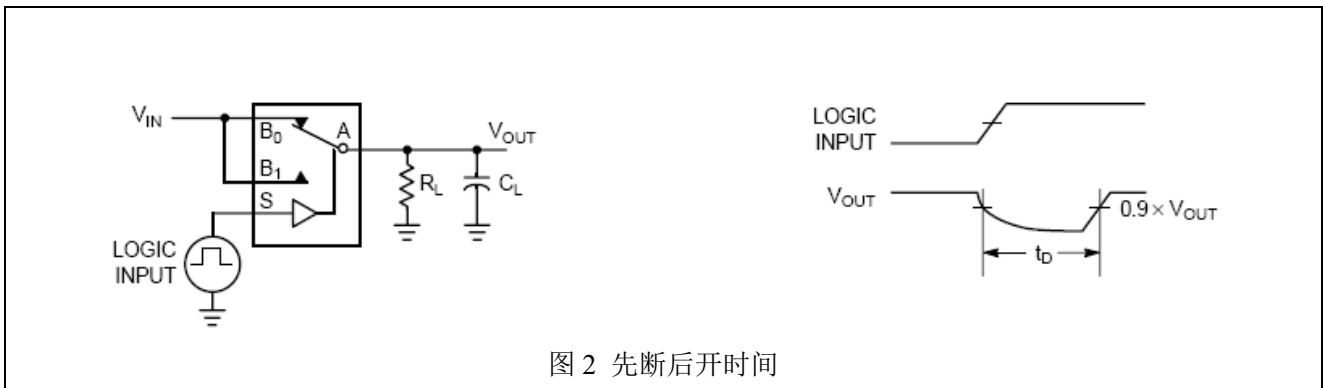 V_IN
B_0
A
V_OUT
B_1
S
R_L
C_L
LOGIC
INPUT
LOGIC
INPUT
V_OUT
0.9 × V_OUT
t_D
图 2 先断后开时间